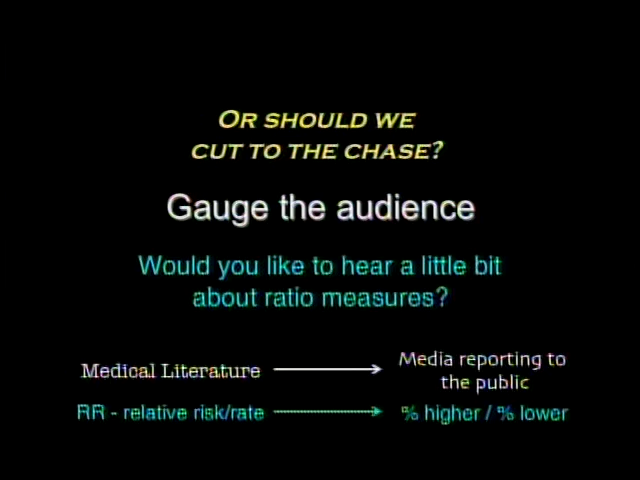 Or should we
cut to the chase?
Gauge the audience
Would you like to hear a little bit
about ratio measures?
Medical Literature
Media reporting to
the public
RR - relative risk/rate
% higher / % lower